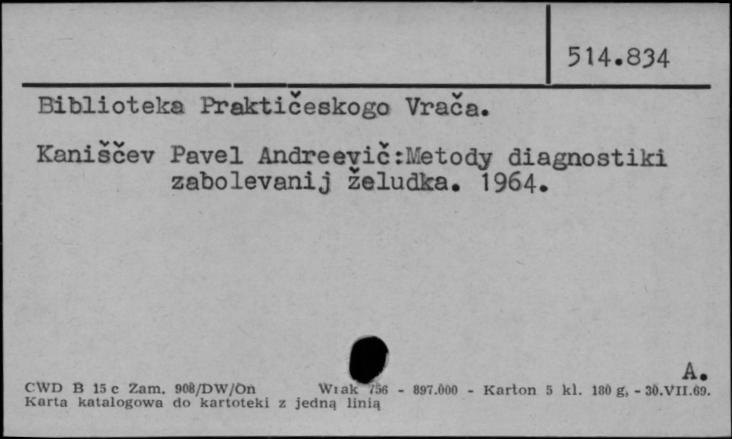 514.834
Biblioteka Praktičeskogo Vrača.
Kaniščev Pavel Andreevič:Metody diagnostiki
zabolevanij želudka. 1964.
A.
CWD B 15 c Zam. 908/DW/On Wrak 756 - 897.000 - Karton 5 kl. 180 g. - 30.VII.69.
Karta katalogowa do kartoteki z jedną linią